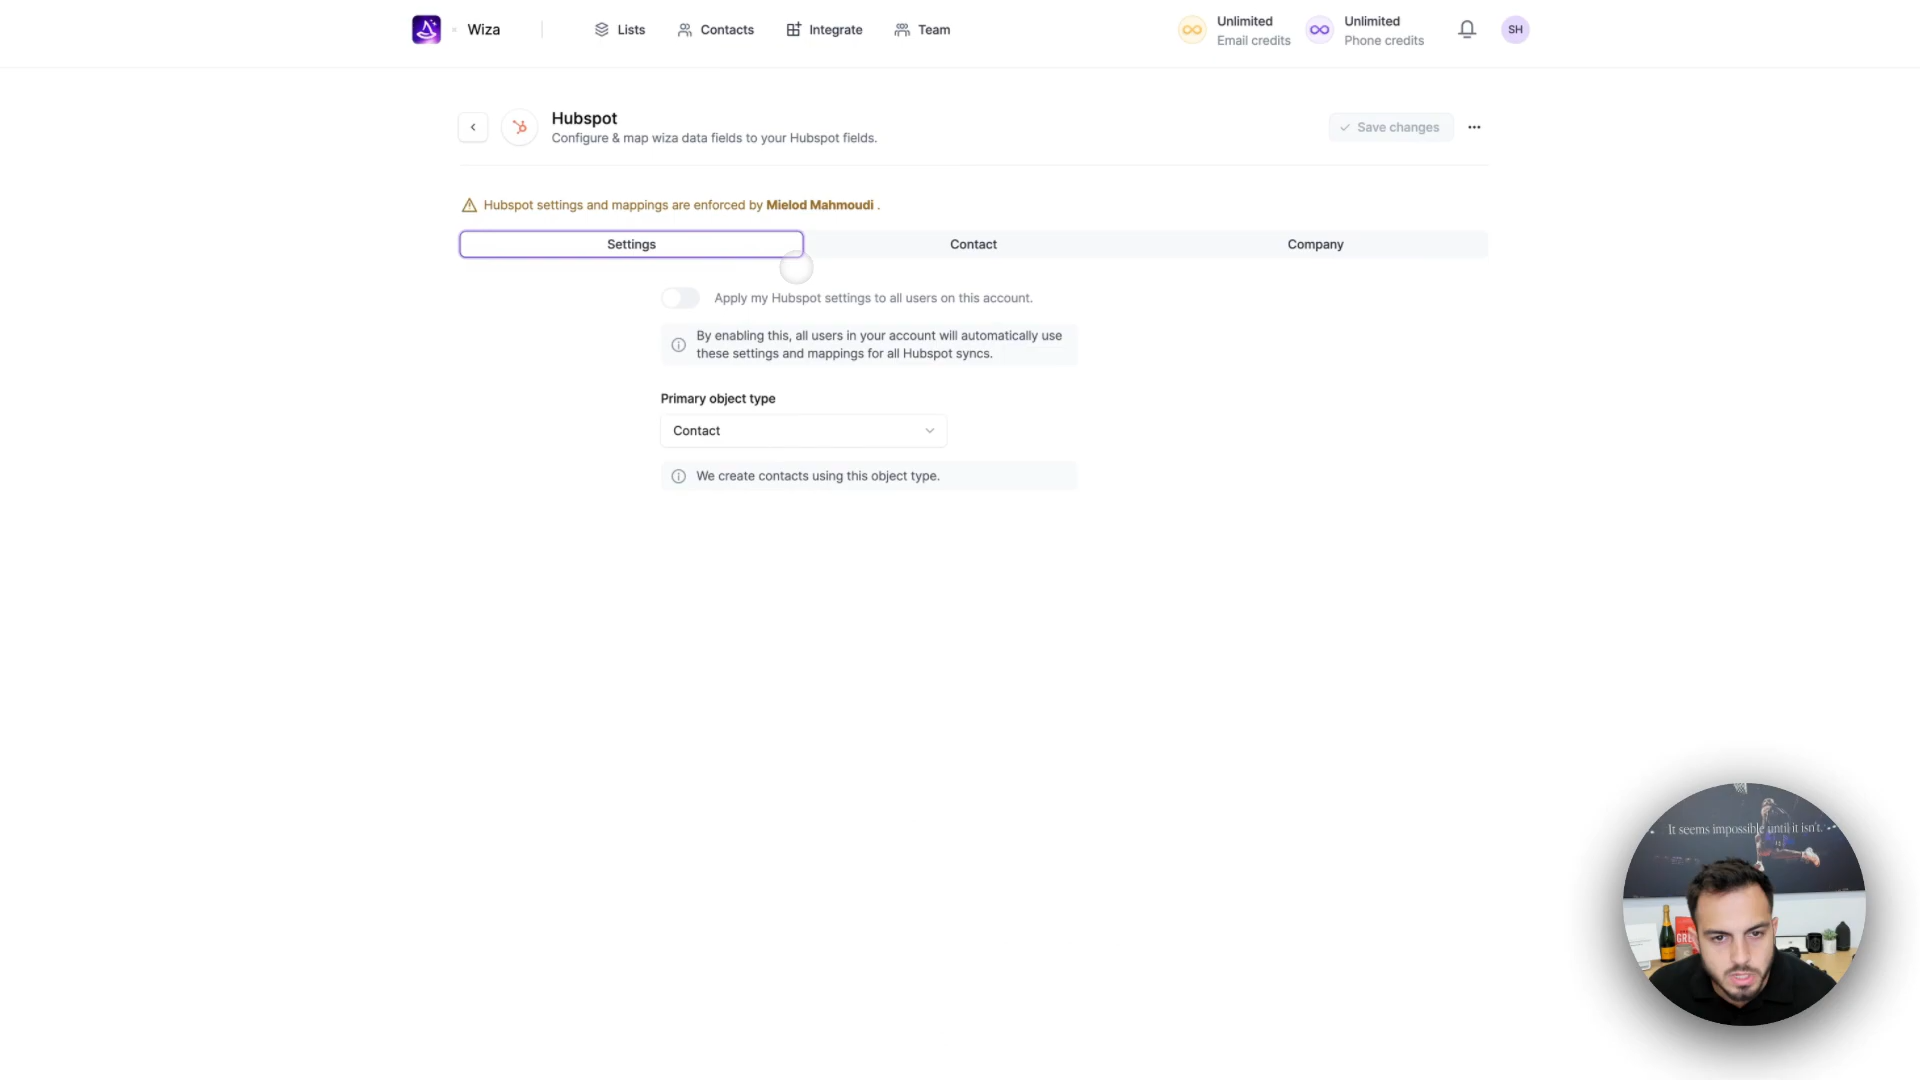 Wiza
Lists
Contacts
Integrate
Team
Unlimited
Email credits
Unlimited
Phone credits
SH
Hubspot
Configure & map wiza data fields to your Hubspot fields.
Save changes
Hubspot settings and mappings are enforced by Mielod Mahmoudi .
Settings
Contact
Company
Apply my Hubspot settings to all users on this account.
By enabling this, all users in your account will automatically use
these settings and mappings for all Hubspot syncs.
Primary object type
Contact
We create contacts using this object type.
It seems impossible until it isn't.